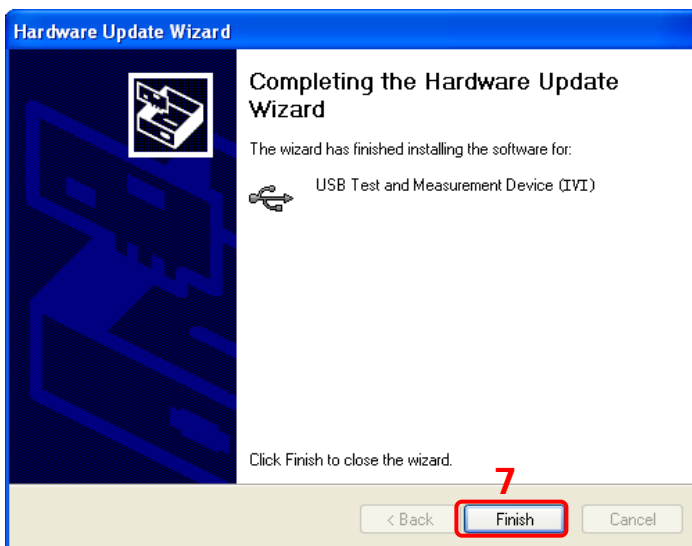 Hardware Update Wizard
Completing the Hardware Update
Wizard
The wizard has finished installing the software for:
USB Test and Measurement Device (IVI)
Click Finish to close the wizard.
7
< Back Finish Cancel